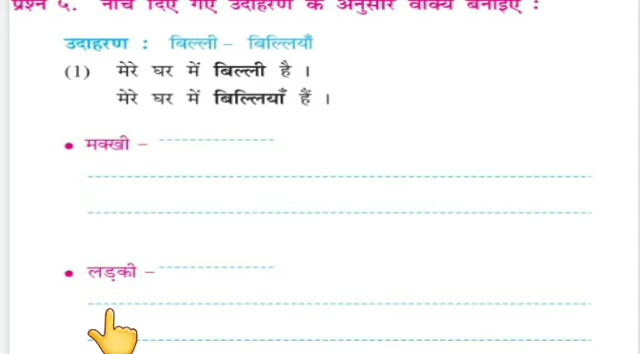 प्रश्न ५. नीचे दिए गए उदाहरण के अनुसार वाक्य बनाइए :
उदाहरण : बिल्ली – बिल्लियाँ
(1) मेरे घर में बिल्ली है ।
मेरे घर में बिल्लियाँ हैं ।
• मक्खी –
• लड़की –